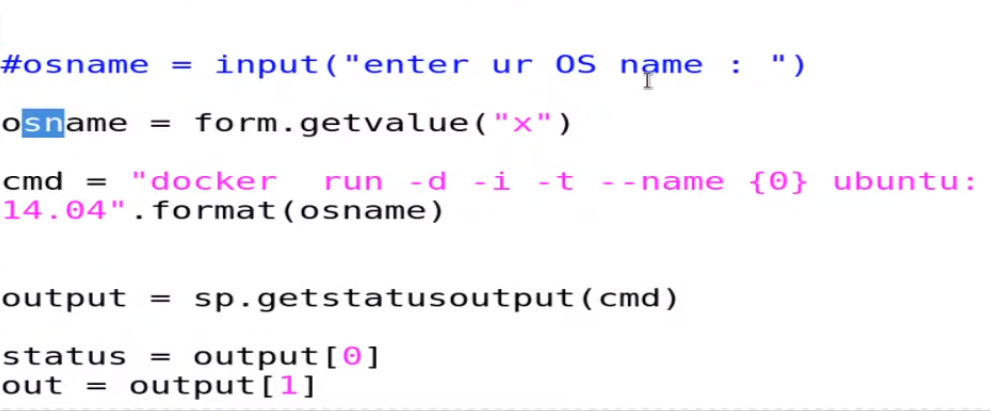 #osname = input("enter ur OS name : ")
osname = form.getvalue("x")
cmd = "docker  run -d -i -t --name {0} ubuntu:
14.04".format(osname)
output = sp.getstatusoutput(cmd)
status = output[0]
out = output[1]